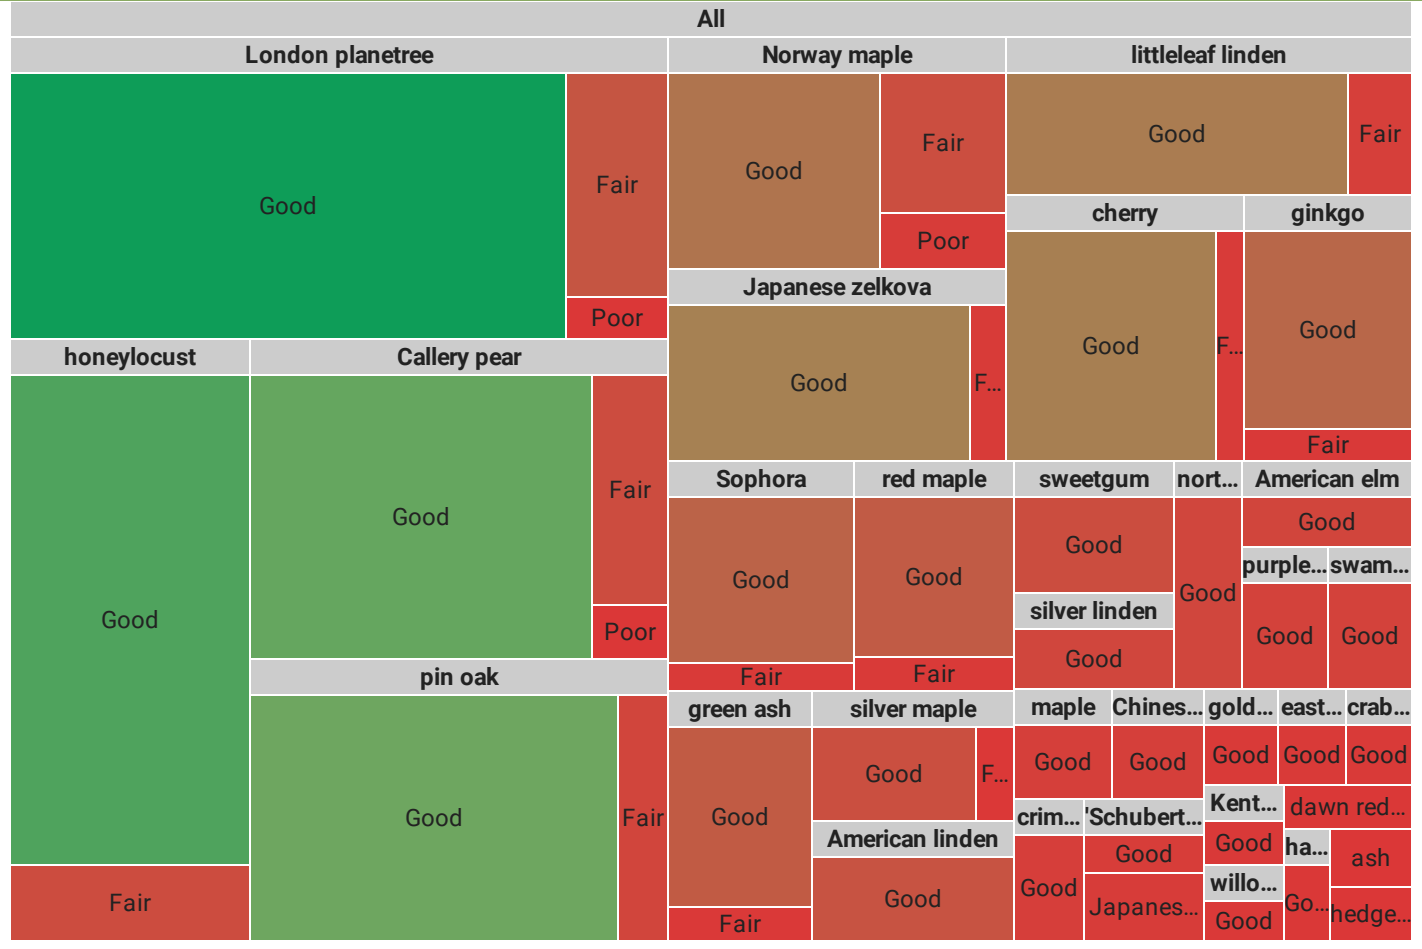 All
London planetree
Good
Fair
Poor
honeylocust
Good
Fair
Callery pear
Good
Fair
Poor
pin oak
Good
Fair
Norway maple
Good
Fair
Poor
Japanese zelkova
Good
F...
littleleaf linden
Good
Fair
cherry
Good
F...
ginkgo
Good
Fair
Sophora
Good
Fair
red maple
Good
Fair
green ash
Good
Fair
silver maple
Good
F...
American linden
Good
sweetgum
Good
silver linden
Good
nort...
Good
American elm
Good
purple...
Good
swam...
Good
maple
Good
Chines...
Good
gold...
Good
east...
Good
crab...
Good
crim...
Good
'Schubert...
Good
Japanes...
Kent...
Good
willo...
Good
dawn red...
ha...
Go...
ash
hedge...